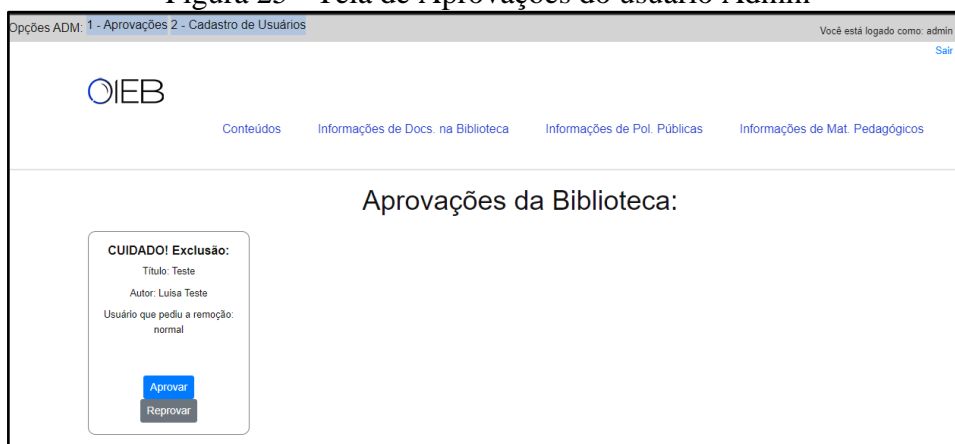 Figura 23 – Tela de Aprovações do usuário Admin
Opções ADM: 1 - Aprovações 2 - Cadastro de Usuários
Você está logado como: admin
Sair
OIEB
Conteúdos Informações de Docs. na Biblioteca Informações de Pol. Públicas Informações de Mat. Pedagógicos
Aprovações da Biblioteca:
CUIDADO! Exclusão:
Título: Teste
Autor: Luisa Teste
Usuário que pediu a remoção:
normal
Aprovar
Reprovar